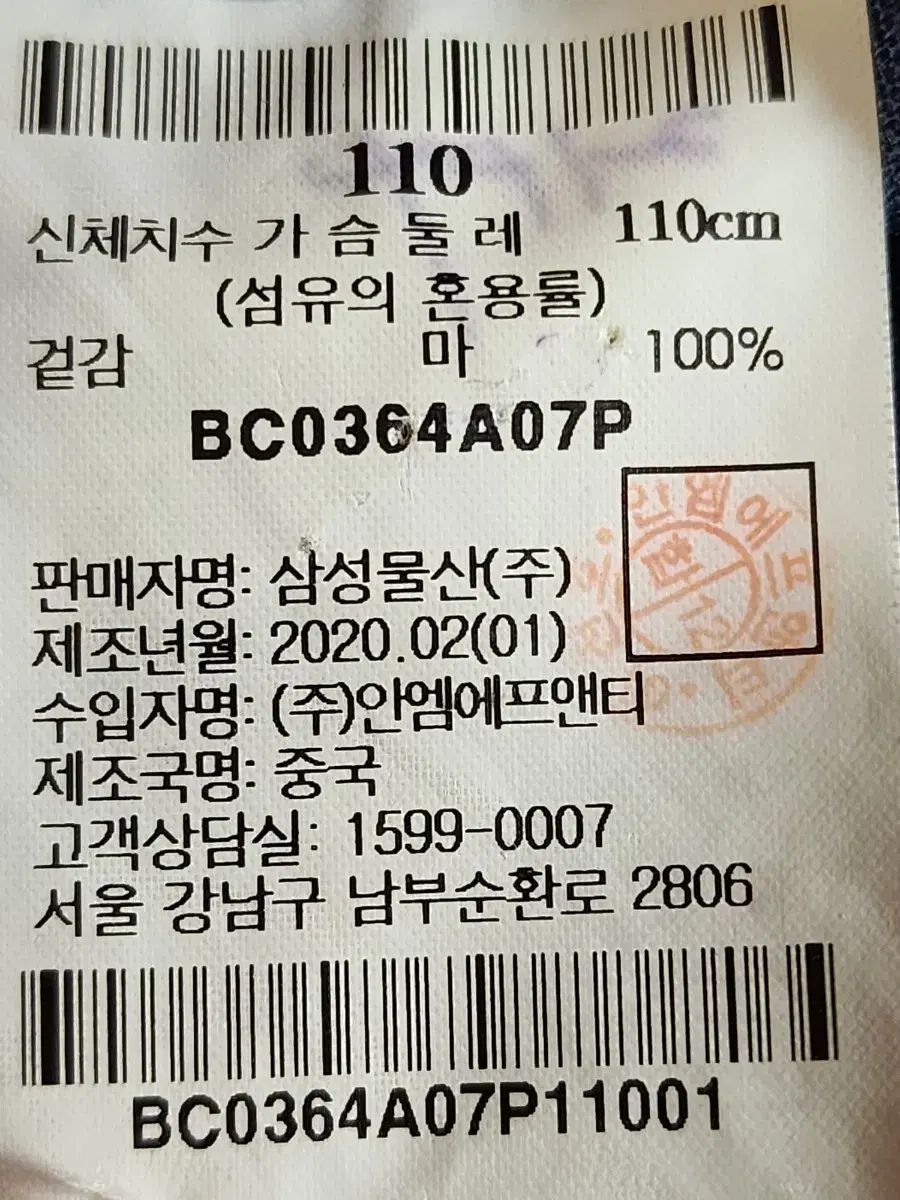 110
신체치수 가 슴 둘 레 110cm
(섬유의 혼용률)
겉감 마 100%
BC0364A07P
판매자명: 삼성물산(주)
제조년월: 2020.02(01)
수입자명: (주)안엠에프앤티
제조국명: 중국
고객상담실: 1599-0007
서울 강남구 남부순환로 2806
BC0364A07P11001